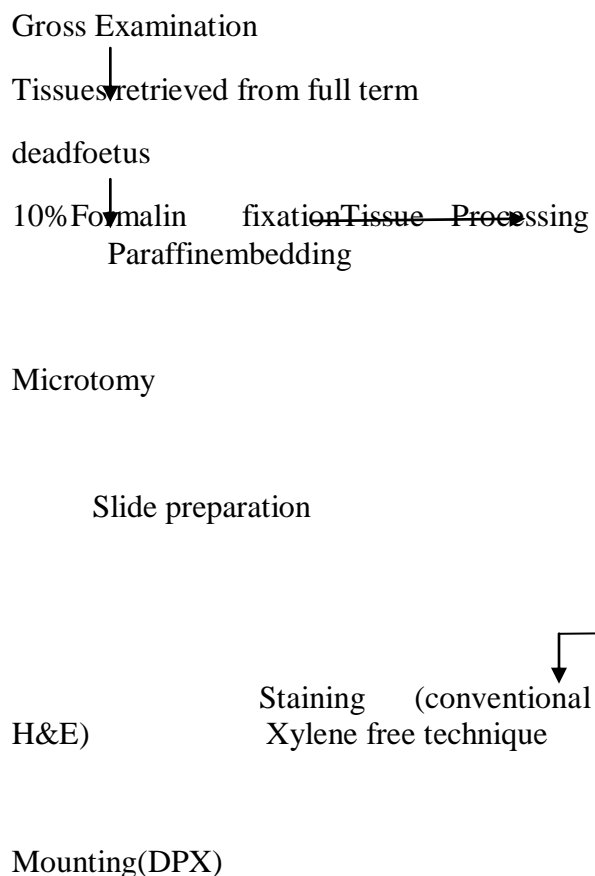 Gross Examination
Tissues retrieved from full term
deadfoetus
10%Formalin fixationTissue Processing
Paraffinembedding
Microtomy
Slide preparation
Staining (conventional
H&E) Xylene free technique
Mounting(DPX)